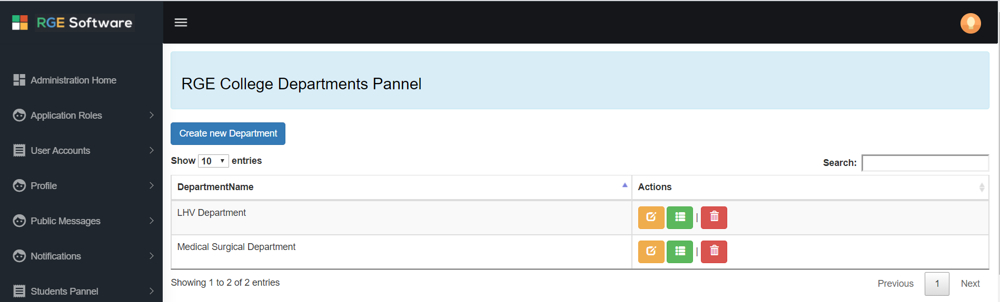 RGE Software
Administration Home
Application Roles
User Accounts
Profile
Public Messages
Notifications
Students Pannel
RGE College Departments Pannel
Create new Department
Show 10 entries
Search:
DepartmentName Actions
LHV Department |
Medical Surgical Department |
Showing 1 to 2 of 2 entries
Previous 1 Next